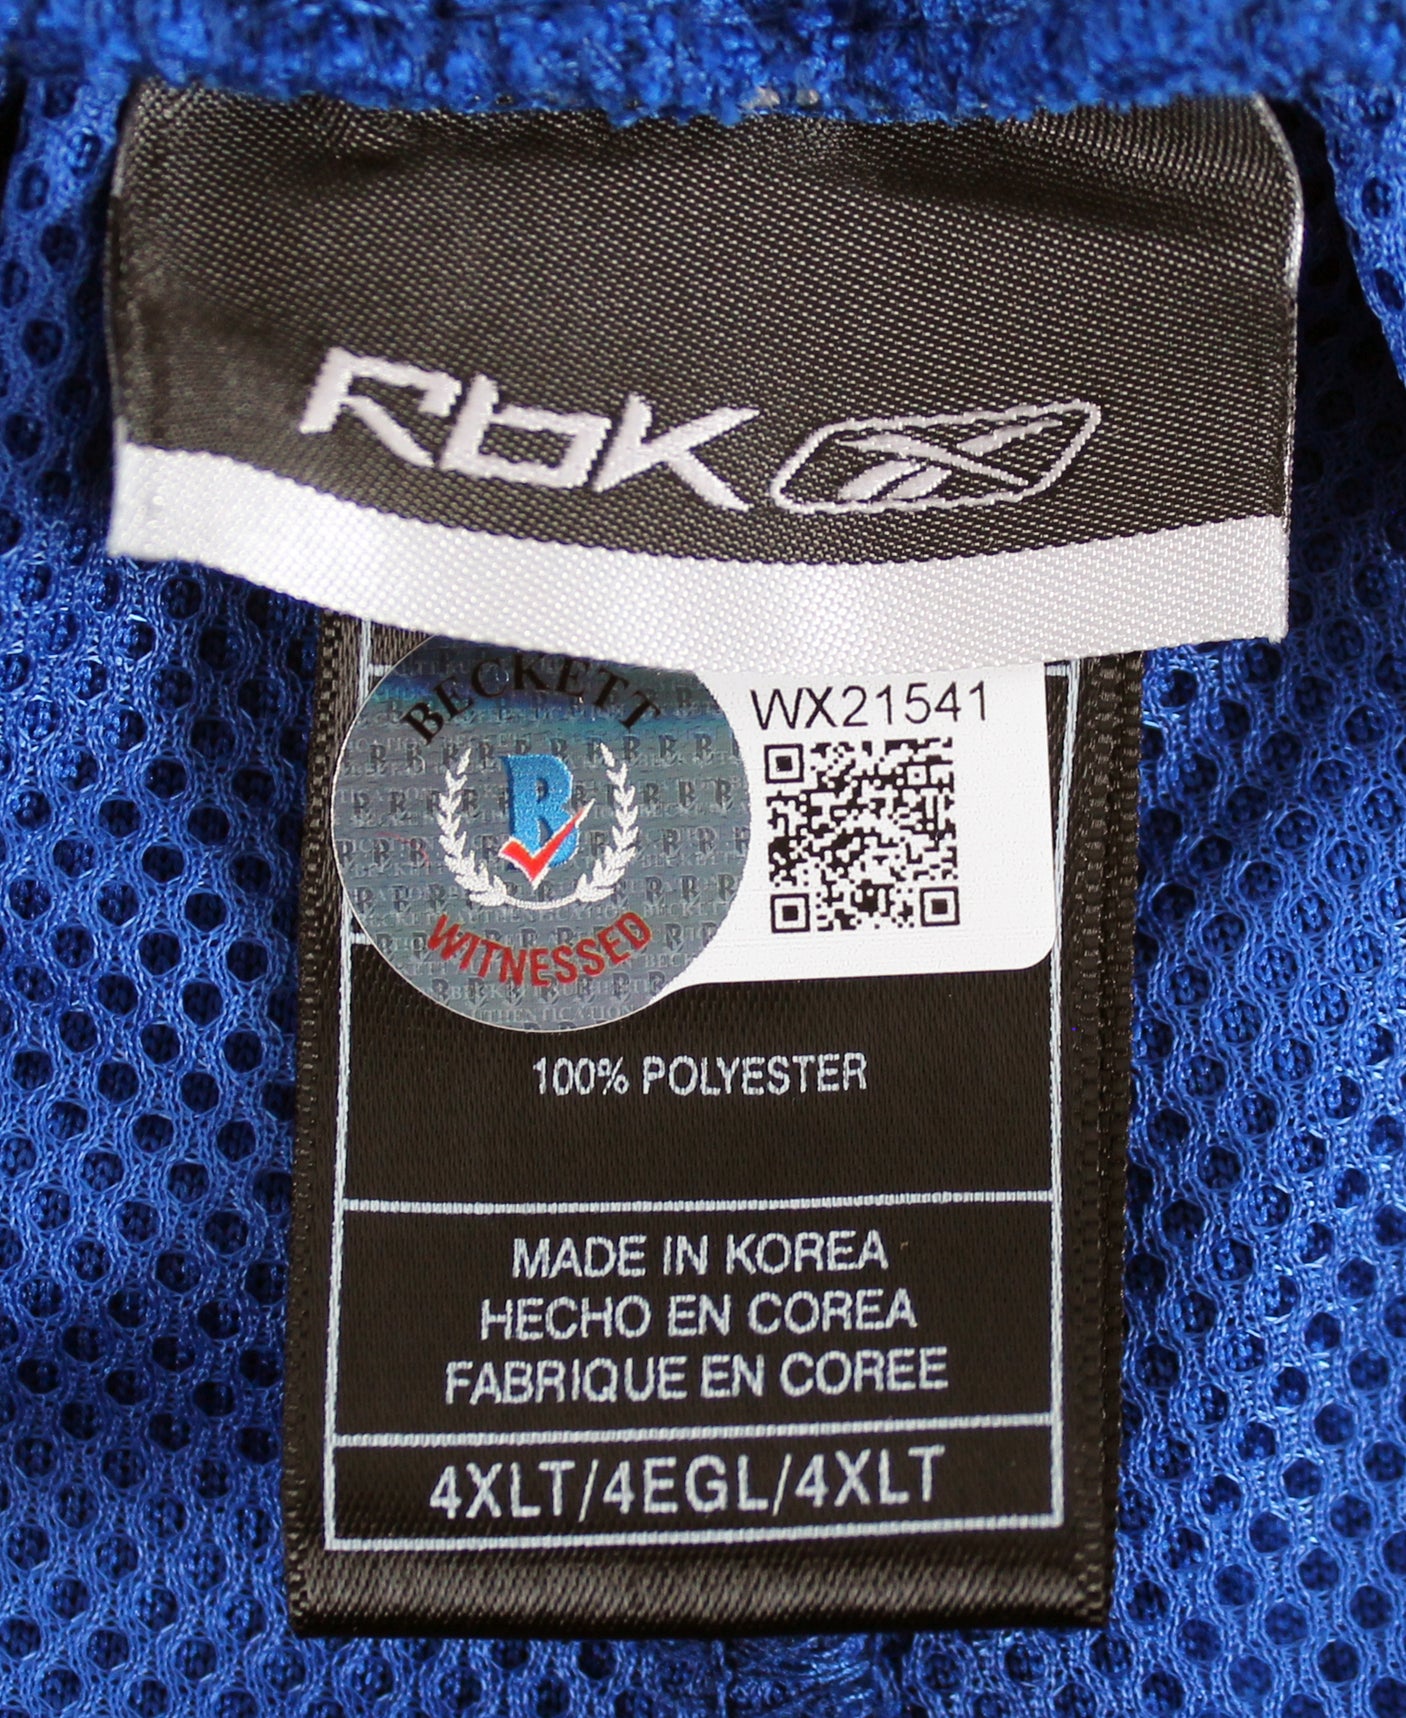 Rbk
BECKETT
B
WITNESSED
WX21541
100% POLYESTER
MADE IN KOREA
HECHO EN COREA
FABRIQUE EN COREE
4XLT/4EGL/4XLT